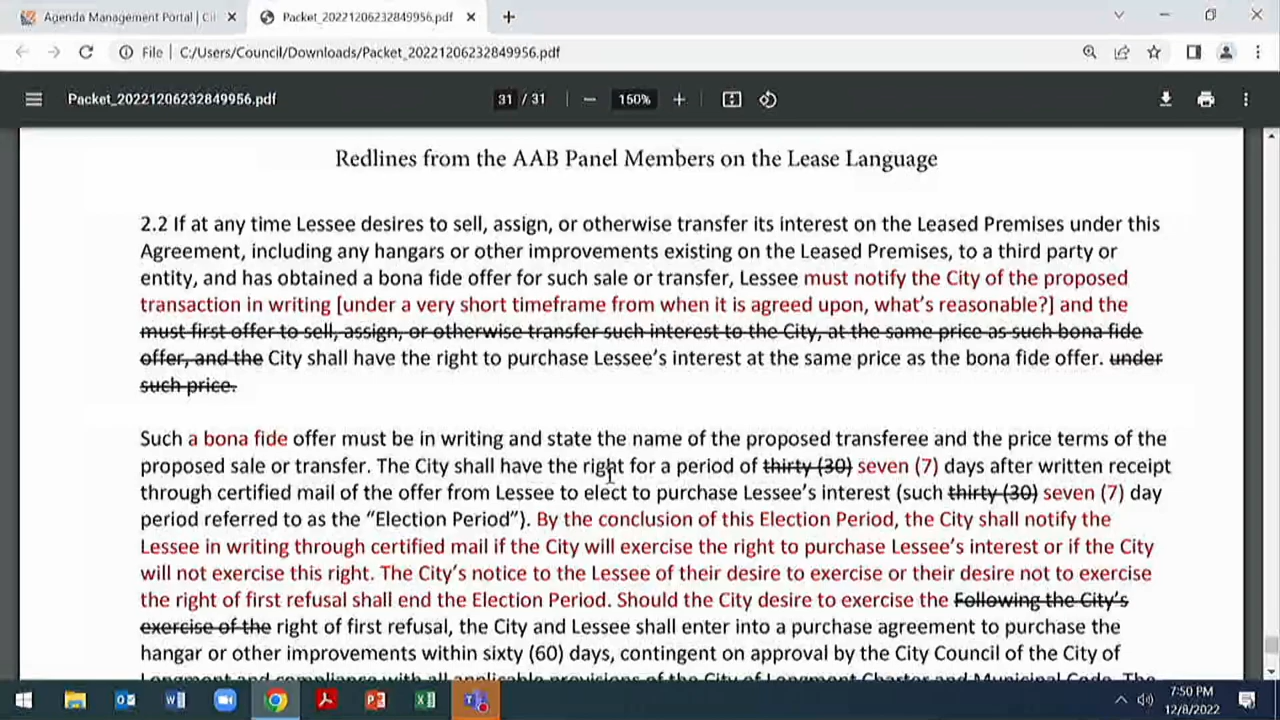 Agenda Management Portal | Cit
Packet_20221206232849956.pdf
File | C:/Users/Council/Downloads/Packet_20221206232849956.pdf
Packet_20221206232849956.pdf 31 / 31 150%
Redlines from the AAB Panel Members on the Lease Language
2.2 If at any time Lessee desires to sell, assign, or otherwise transfer its interest on the Leased Premises under this
Agreement, including any hangars or other improvements existing on the Leased Premises, to a third party or
entity, and has obtained a bona fide offer for such sale or transfer, Lessee must notify the City of the proposed
transaction in writing [under a very short timeframe from when it is agreed upon, what's reasonable?] and the
must first offer to sell, assign, or otherwise transfer such interest to the City, at the same price as such bona fide
offer, and the City shall have the right to purchase Lessee's interest at the same price as the bona fide offer. under
such price.
Such a bona fide offer must be in writing and state the name of the proposed transferee and the price terms of the
proposed sale or transfer. The City shall have the right for a period of thirty (30) seven (7) days after written receipt
through certified mail of the offer from Lessee to elect to purchase Lessee's interest (such thirty (30) seven (7) day
period referred to as the "Election Period"). By the conclusion of this Election Period, the City shall notify the
Lessee in writing through certified mail if the City will exercise the right to purchase Lessee's interest or if the City
will not exercise this right. The City's notice to the Lessee of their desire to exercise or their desire not to exercise
the right of first refusal shall end the Election Period. Should the City desire to exercise the Following the City's
exercise of the right of first refusal, the City and Lessee shall enter into a purchase agreement to purchase the
hangar or other improvements within sixty (60) days, contingent on approval by the City Council of the City of
Longmont and compliance with all applicable provisions of the City of Longmont Charter and Municipal Code. The
7:50 PM
12/8/2022